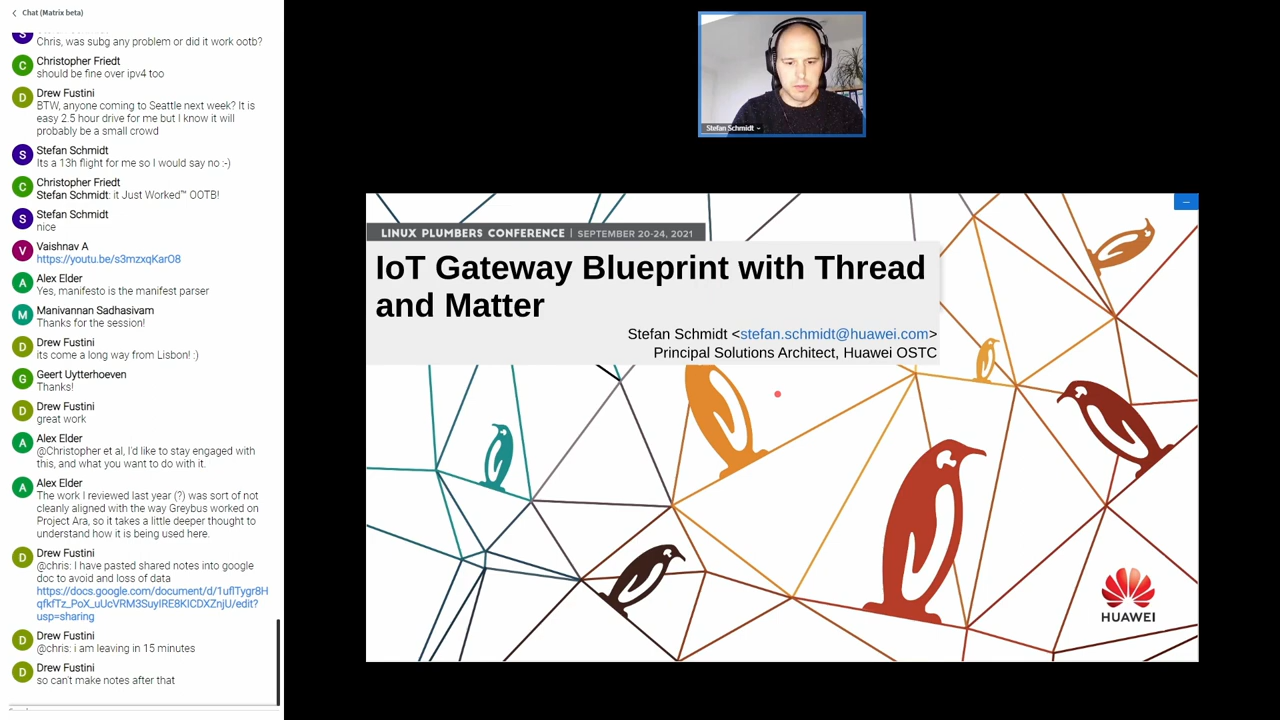 Chat (Matrix beta)
Chris, was subg any problem or did it work ootb?
C
Christopher Friedt
should be fine over ipv4 too
D
Drew Fustini
BTW, anyone coming to Seattle next week? It is
easy 2.5 hour drive for me but I know it will
probably be a small crowd
S
Stefan Schmidt
Its a 13h flight for me so I would say no :-)
C
Christopher Friedt
Stefan Schmidt: it Just Worked™ OOTB!
S
Stefan Schmidt
nice
V
Vaishnav A
https://youtu.be/s3mzxqKarO8
A
Alex Elder
Yes, manifesto is the manifest parser
M
Manivannan Sadhasivam
Thanks for the session!
D
Drew Fustini
its come a long way from Lisbon! :)
G
Geert Uytterhoeven
Thanks!
D
Drew Fustini
great work
A
Alex Elder
@Christopher et al, I'd like to stay engaged with
this, and what you want to do with it.
A
Alex Elder
The work I reviewed last year (?) was sort of not
cleanly aligned with the way Greybus worked on
Project Ara, so it takes a little deeper thought to
understand how it is being used here.
D
Drew Fustini
@chris: I have pasted shared notes into google
doc to avoid and loss of data
https://docs.google.com/document/d/1uflTygr8H
qfkfTz_PoX_uUcVRM3SuyIRE8KICDXZnjU/edit?
usp=sharing
D
Drew Fustini
@chris: i am leaving in 15 minutes
D
Drew Fustini
so can't make notes after that
Stefan Schmidt
LINUX PLUMBERS CONFERENCE | SEPTEMBER 20-24, 2021
IoT Gateway Blueprint with Thread
and Matter
Stefan Schmidt <stefan.schmidt@huawei.com>
Principal Solutions Architect, Huawei OSTC
HUAWEI